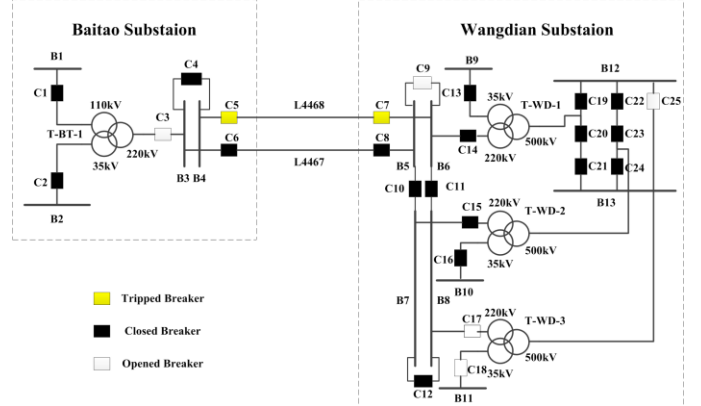 Baitao Substaion
Wangdian Substaion
B1
C4
C9
B9
B12
C1
110kV
C3
C5
L4468
C7
C13
35kV
T-WD-1
C19
C22
C25
T-BT-1
C6
C8
C14
C20
C23
35kV
220kV
L4467
220kV
500kV
C2
B3 B4
B5
B6
C21
C24
C10
C11
B13
B2
C15
220kV
T-WD-2
C16
35kV
500kV
B10
Tripped Breaker
B7
B8
C17
220kV
T-WD-3
Closed Breaker
500kV
Opened Breaker
C18
35kV
C12
B11